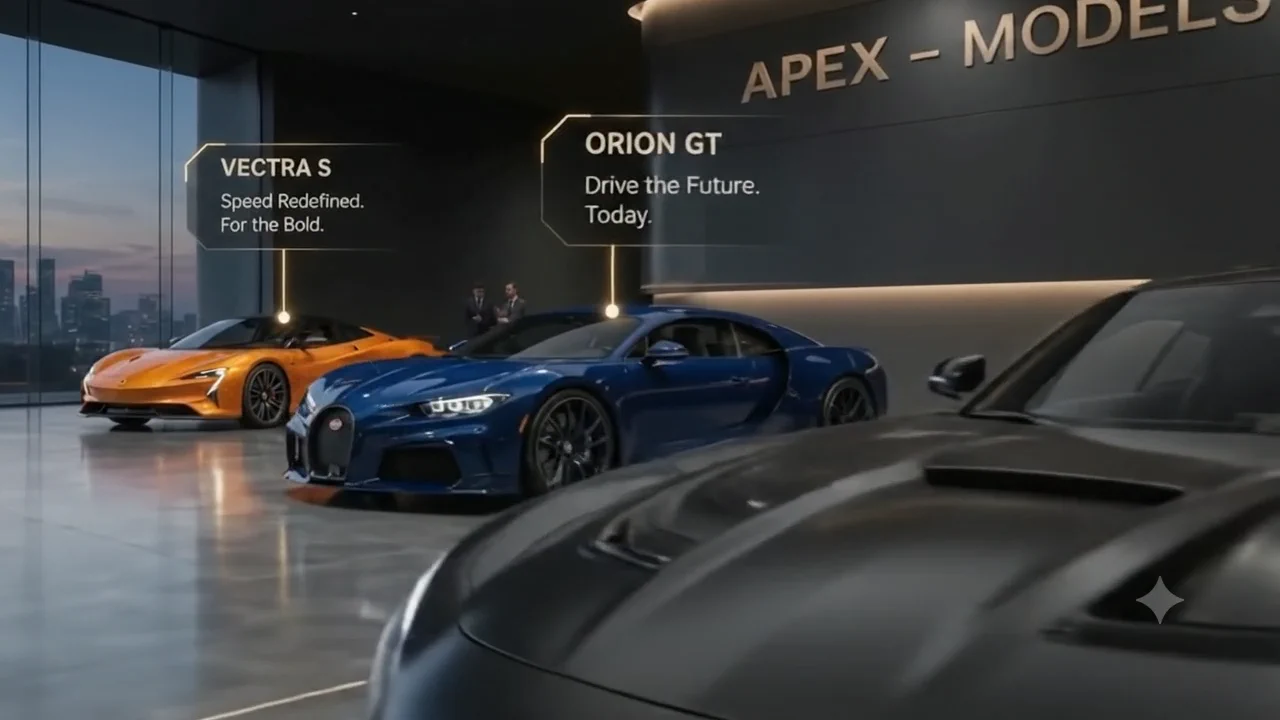 APEX – MODELS
VECTRA S
Speed Redefined.
For the Bold.
ORION GT
Drive the Future.
Today.